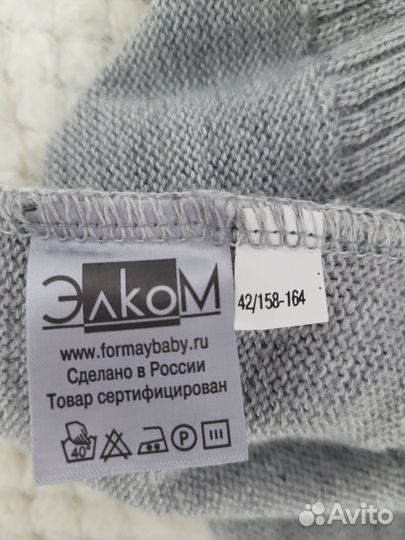 ЭлкоМ
42/158-164
www.formaybaby.ru
Сделано в России
Товар сертифицирован
40°
P
Avito